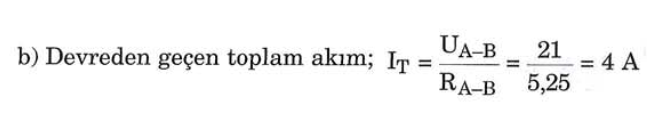 b) Devreden geçen toplam akım; I_T = U_A–B / R_A–B = 21 / 5,25 = 4 A